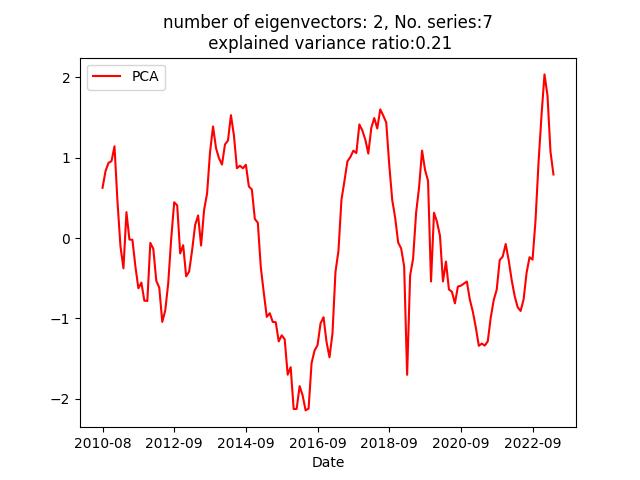 number of eigenvectors: 2, No. series:7
explained variance ratio:0.21
PCA
2
1
0
−1
−2
2010-08 2012-09 2014-09 2016-09 2018-09 2020-09 2022-09
Date